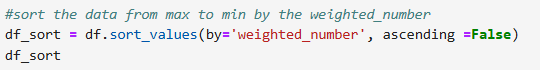 #sort the data from max to min by the weighted_number
df_sort = df.sort_values(by='weighted_number', ascending =False)
df_sort